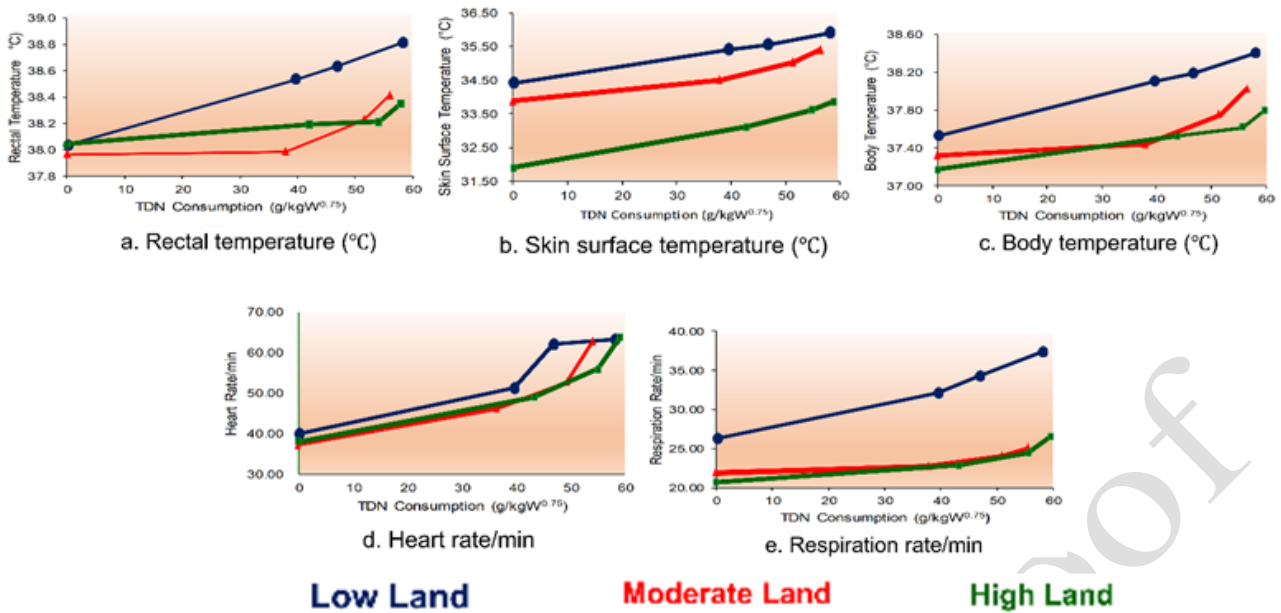 39.0
38.8
38.6
38.4
38.2
38.0
37.8
Rectal Temperature °C)
0 10 20 30 40 50 60
TDN Consumption (g/kgW0.75)
a. Rectal temperature (℃)
36.50
35.50
34.50
33.50
32.50
31.50
Skin Surface Temperature (°C)
0 10 20 30 40 50 60
TDN Consumption (g/kgW0.75)
b. Skin surface temperature (℃)
38.60
38.20
37.80
37.40
37.00
Body Temperature (°C)
0 10 20 30 40 50 60
TDN Consumption (g/kgW0.75)
c. Body temperature (℃)
70.00
60.00
50.00
40.00
30.00
Heart Rate/min
0 10 20 30 40 50 60
TDN Consumption (g/kgW0.75)
d. Heart rate/min
40.00
35.00
30.00
25.00
20.00
Respiration Rate/min
0 10 20 30 40 50 60
TDN Consumption (g/kgW0.75)
e. Respiration rate/min
Low Land Moderate Land High Land